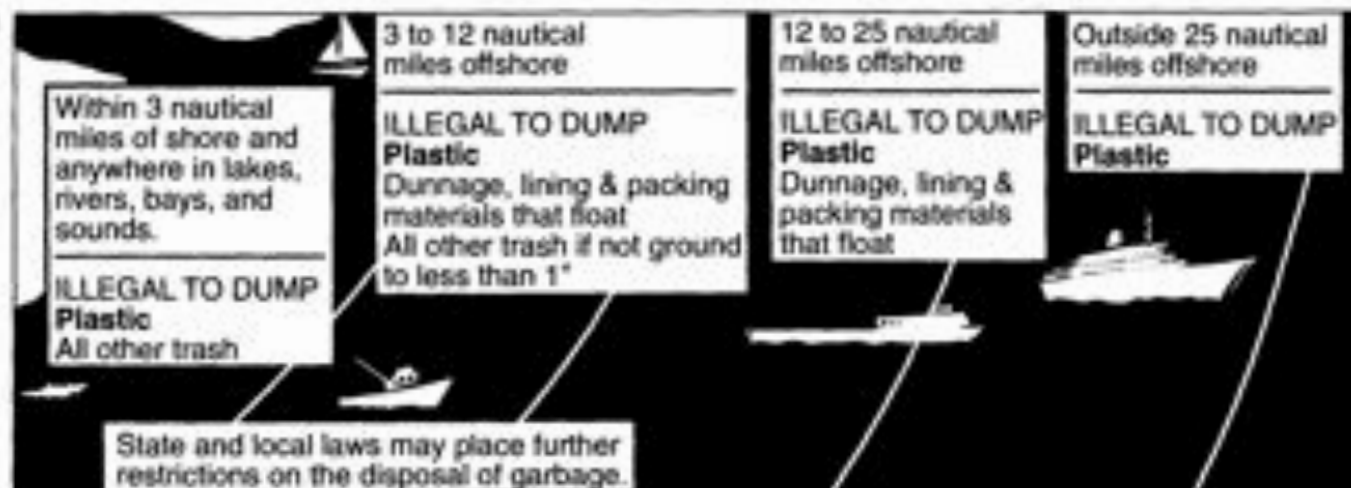 Within 3 nautical
miles of shore and
anywhere in lakes,
rivers, bays, and
sounds.
ILLEGAL TO DUMP
Plastic
All other trash
3 to 12 nautical
miles offshore
ILLEGAL TO DUMP
Plastic
Dunnage, lining & packing
materials that float
All other trash if not ground
to less than 1"
12 to 25 nautical
miles offshore
ILLEGAL TO DUMP
Plastic
Dunnage, lining &
packing materials
that float
Outside 25 nautical
miles offshore
ILLEGAL TO DUMP
Plastic
State and local laws may place further
restrictions on the disposal of garbage.